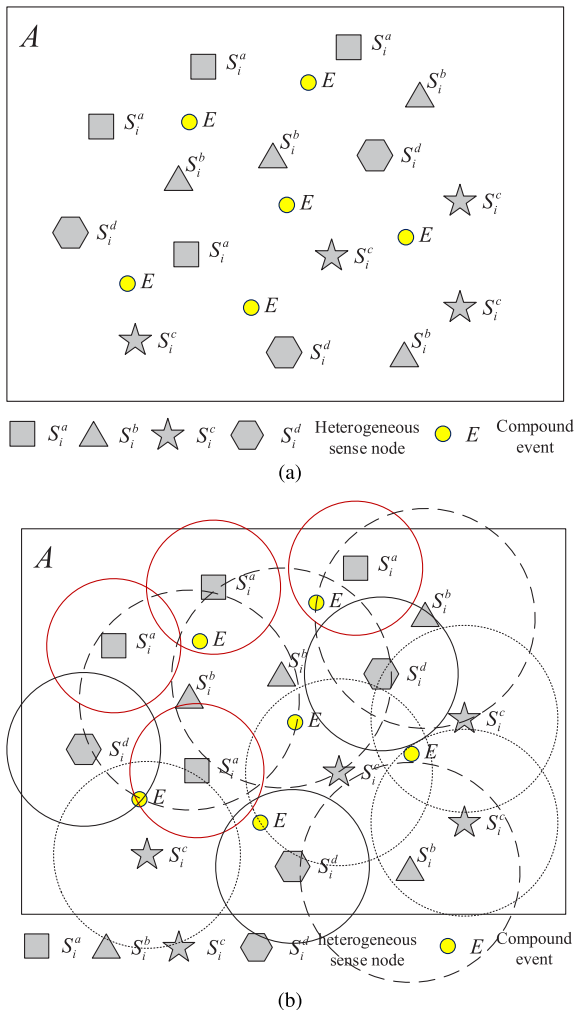 A
S_i^a
S_i^a
E
S_i^b
S_i^a
E
S_i^b
S_i^b
S_i^d
E
S_i^c
S_i^d
S_i^a
S_i^c
E
E
E
S_i^c
S_i^c
S_i^d
S_i^b
S_i^a S_i^b S_i^c S_i^d Heterogeneous sense node E Compound event
(a)
A
S_i^a
S_i^a
E
S_i^b
S_i^a
E
S_i^b
S_i^b
S_i^d
E
S_i^c
S_i^d
S_i^a
S_i^c
E
E
E
S_i^c
S_i^c
S_i^d
S_i^b
S_i^a S_i^b S_i^c S_i^d heterogeneous sense node E Compound event
(b)